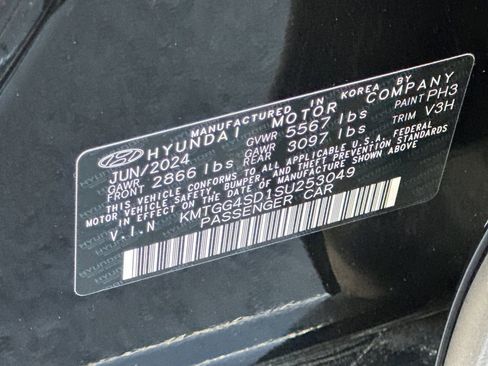 MANUFACTURED IN KOREA BY
HYUNDAI MOTOR COMPANY
JUN/2024 GVWR 5567 lbs PAINT PH3
GAWR FRONT 2866 lbs GAWR REAR 3097 lbs TRIM V3H
THIS VEHICLE CONFORMS TO ALL APPLICABLE U.S.A. FEDERAL
MOTOR VEHICLE SAFETY, BUMPER, AND THEFT PREVENTION STANDARDS
IN EFFECT ON THE DATE OF MANUFACTURE SHOWN ABOVE.
V.I.N KMTGG4SD1SU253049
PASSENGER CAR